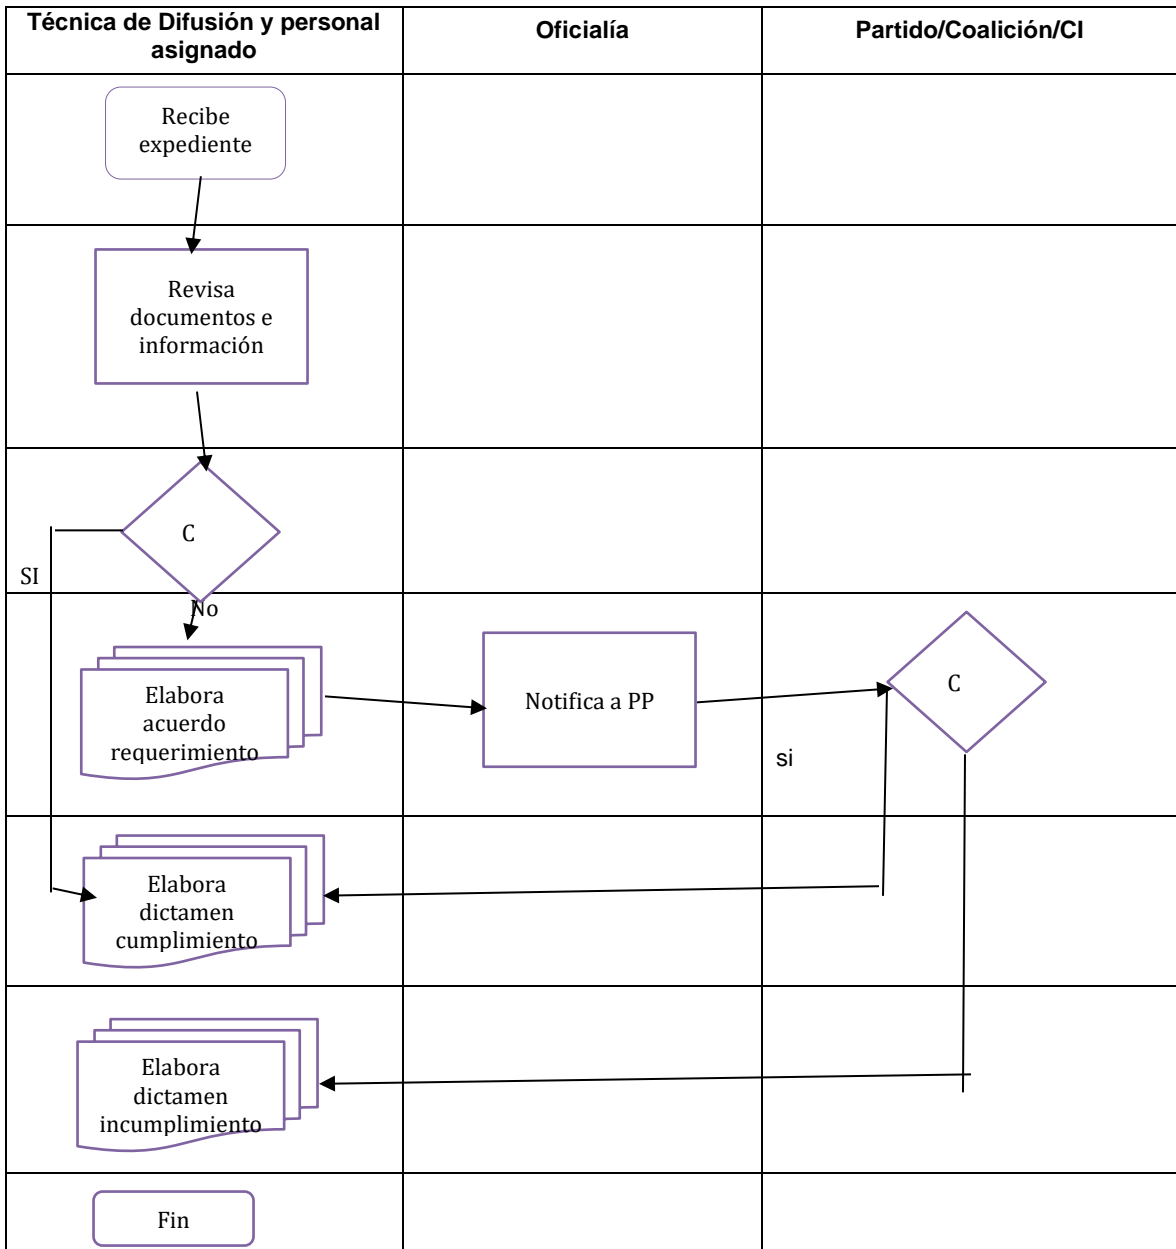 Técnica de Difusión y personal
asignado
Oficialía
Partido/Coalición/CI
Recibe
expediente
Revisa
documentos e
información
C
SI
No
Elabora
acuerdo
requerimiento
Notifica a PP
C
si
Elabora
dictamen
cumplimiento
Elabora
dictamen
incumplimiento
Fin